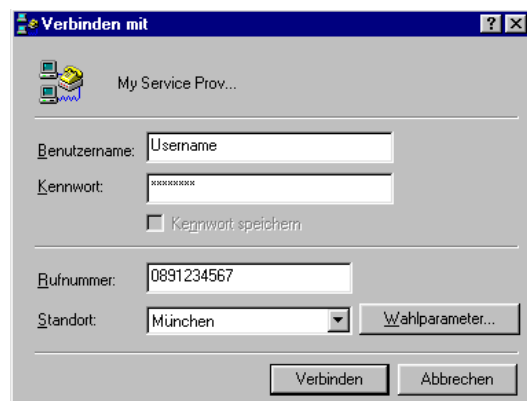 Verbinden mit
My Service Prov...
Benutzername: Username
Kennwort: ********
Kennwort speichern
Rufnummer: 0891234567
Standort: München Wahlparameter...
Verbinden Abbrechen